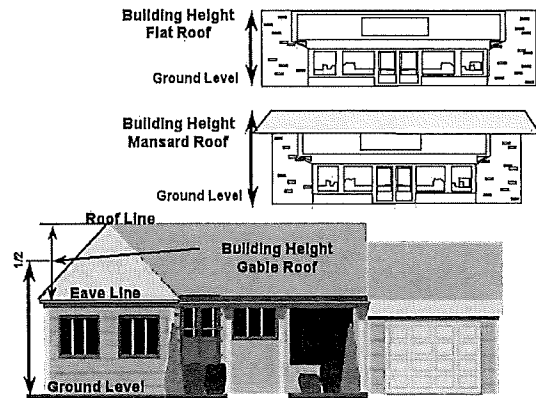 Building Height
Flat Roof
Ground Level
Building Height
Mansard Roof
Ground Level
Roof Line
Building Height
Gable Roof
1/2
Eave Line
Ground Level